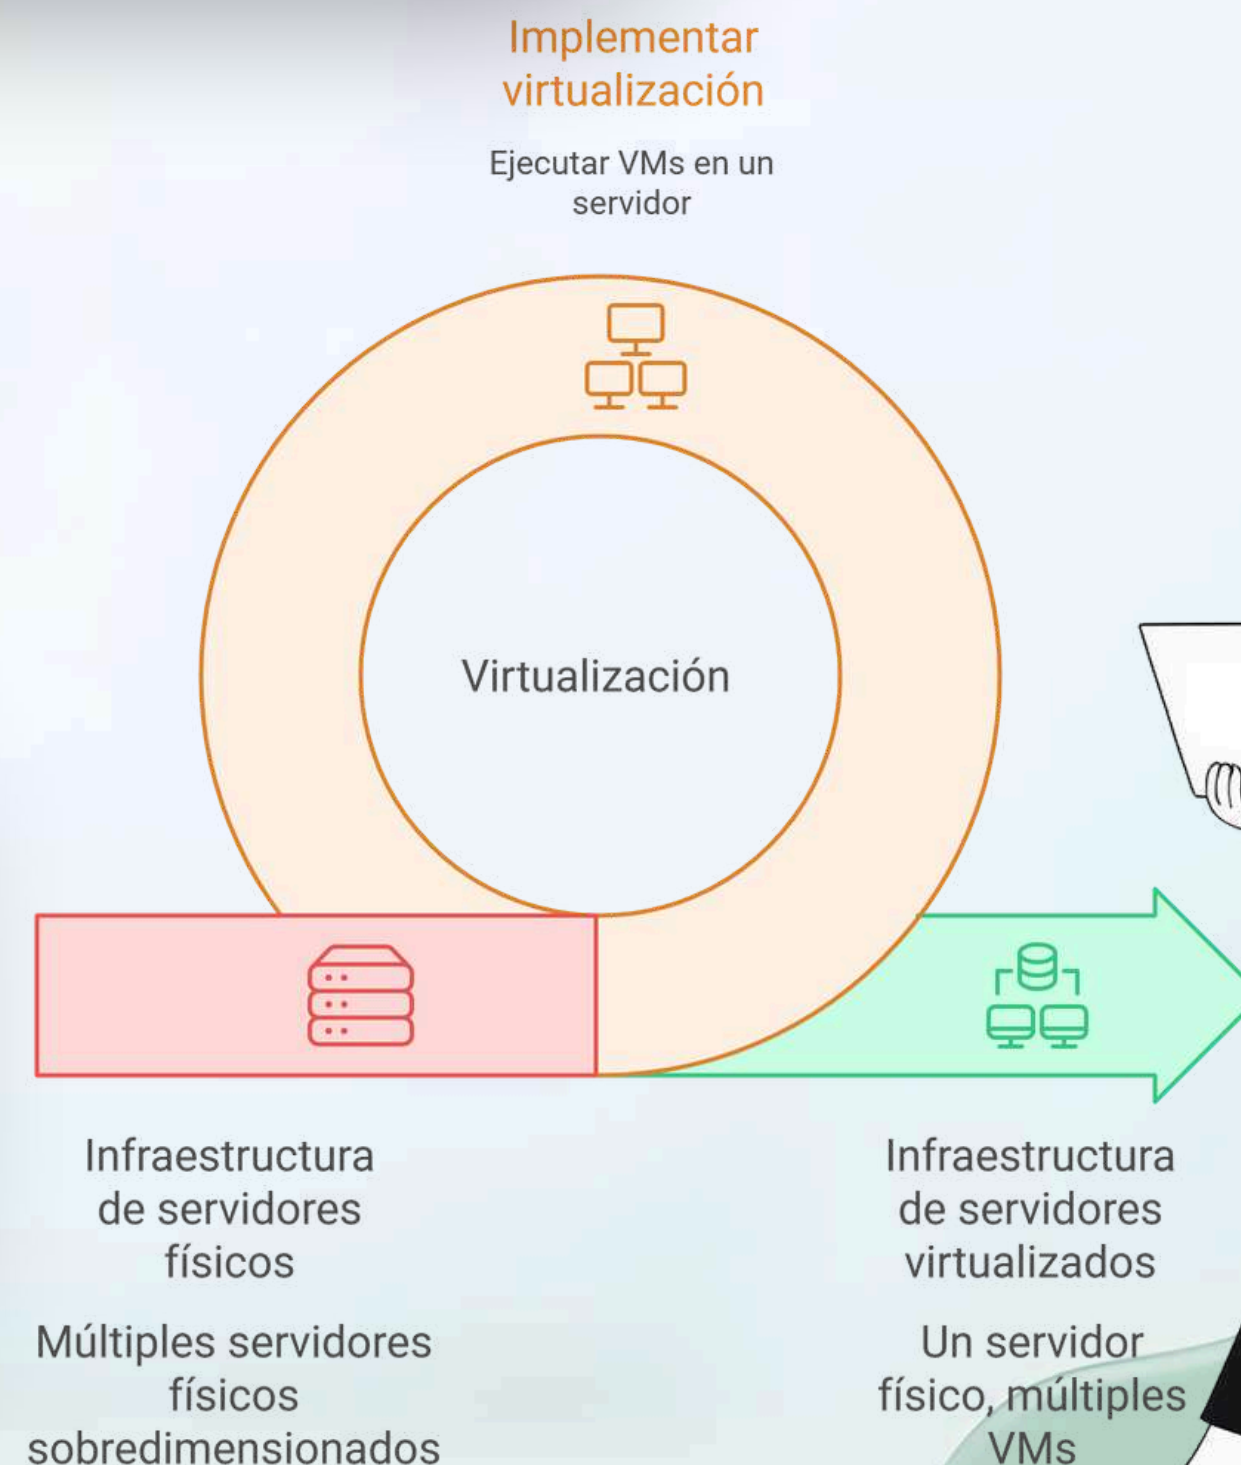 Implementar
virtualización
Ejecutar VMs en un
servidor
Virtualización
Infraestructura
de servidores
físicos
Múltiples servidores
físicos
sobredimensionados
Infraestructura
de servidores
virtualizados
Un servidor
físico, múltiples
VMs